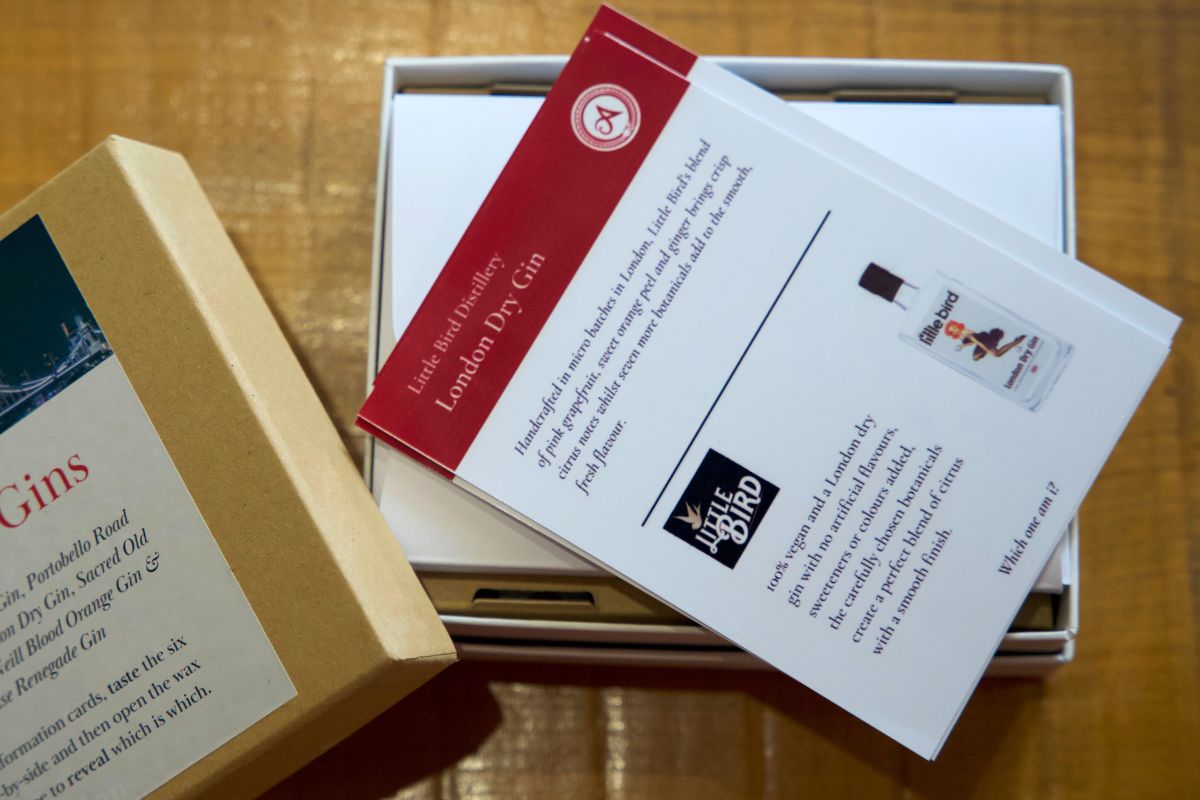 Little Bird Distillery
London Dry Gin
A
Handcrafted in micro batches in London, Little Bird's blend
of pink grapefruit, sweet orange peel and ginger brings crisp
citrus notes whilst seven more botanicals add to the smooth,
fresh flavour.
LITTLE
BIRD
little bird
London Dry Gin
100% vegan and a London dry
gin with no artificial flavours,
sweeteners or colours added,
the carefully chosen botanicals
create a perfect blend of citrus
with a smooth finish.
Which one am i?
Gins
Gin, Portobello Road
on Dry Gin, Sacred Old
Keill Blood Orange Gin &
se Renegade Gin
formation cards, taste the six
-by-side and then open the wax
e to reveal which is which.